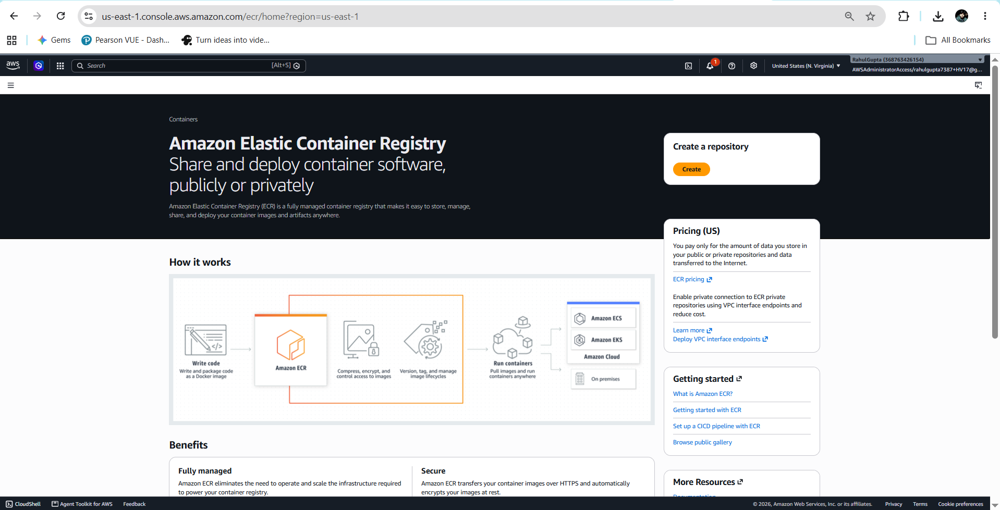 us-east-1.console.aws.amazon.com/ecr/home?region=us-east-1
Gems
Pearson VUE - Dash...
Turn ideas into vide...
All Bookmarks
aws
Search
[Alt+S]
1
United States (N. Virginia)
RahulGupta (368763426154)
AWSAdministratorAccess/rahulgupta7387+HV17@g...
Containers
Amazon Elastic Container Registry
Share and deploy container software,
publicly or privately
Amazon Elastic Container Registry (ECR) is a fully managed container registry that makes it easy to store, manage,
share, and deploy your container images and artifacts anywhere.
Create a repository
Create
Pricing (US)
You pay only for the amount of data you store in
your public or private repositories and data
transferred to the Internet.
ECR pricing
Enable private connection to ECR private
repositories using VPC interface endpoints and
reduce cost.
Learn more
Deploy VPC interface endpoints
How it works
Write code
Write and package code
as a Docker image
Amazon ECR
Compress, encrypt, and
control access to images
Version, tag, and manage
image lifecycles
Run containers
Pull images and run
containers anywhere
Amazon ECS
Amazon EKS
Amazon Cloud
On premises
Getting started
What is Amazon ECR?
Getting started with ECR
Set up a CICD pipeline with ECR
Browse public gallery
Benefits
Fully managed
Amazon ECR eliminates the need to operate and scale the infrastructure required
to power your container registry.
Secure
Amazon ECR transfers your container images over HTTPS and automatically
encrypts your images at rest.
More Resources
Documentation
CloudShell
Agent Toolkit for AWS
Feedback
© 2026, Amazon Web Services, Inc. or its affiliates.
Privacy
Terms
Cookie preferences